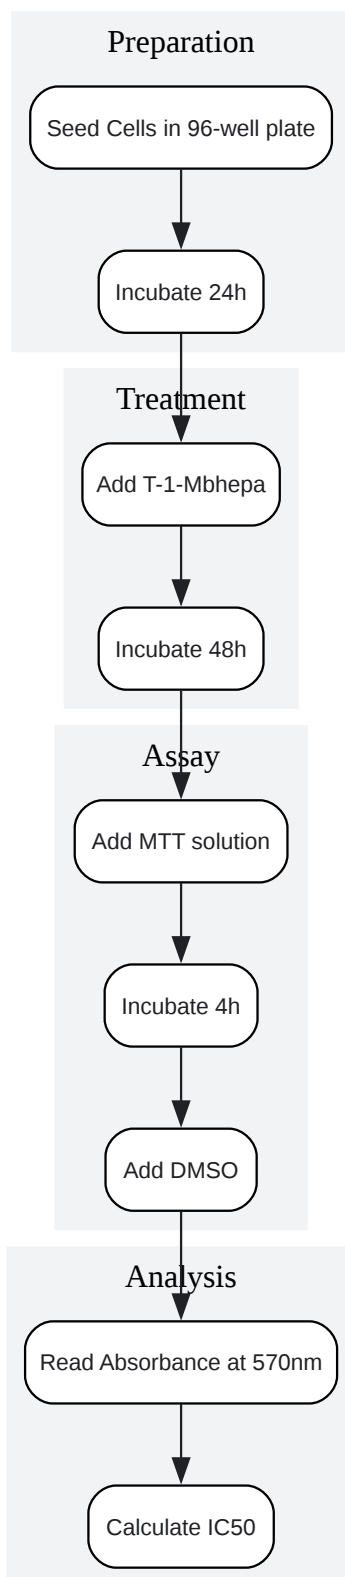 Preparation
Seed Cells in 96-well plate
Incubate 24h
Treatment
Add T-1-Mbhepa
Incubate 48h
Assay
Add MTT solution
Incubate 4h
Add DMSO
Analysis
Read Absorbance at 570nm
Calculate IC50